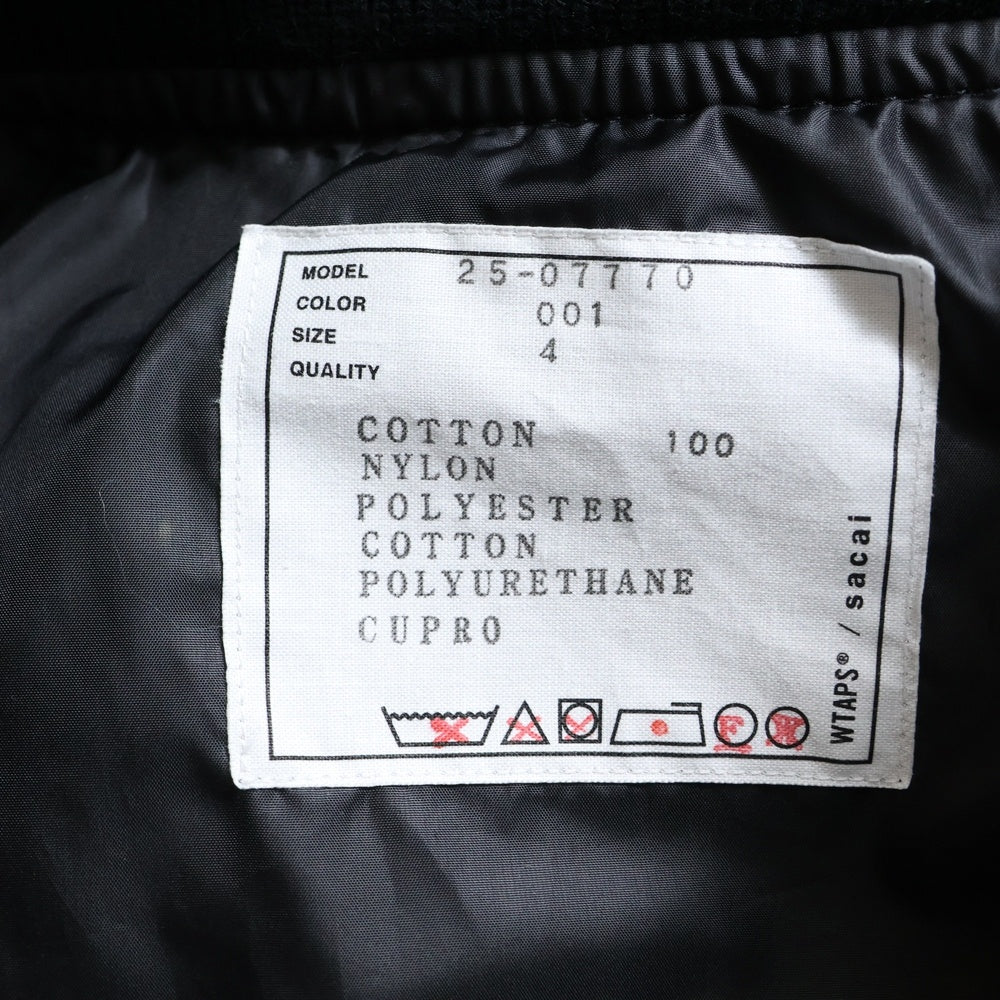 MODEL 25-07770
COLOR 001
SIZE 4
QUALITY
COTTON 100
NYLON
POLYESTER
COTTON
POLYURETHANE
CUPRO
F W
WTAPS® / sacai